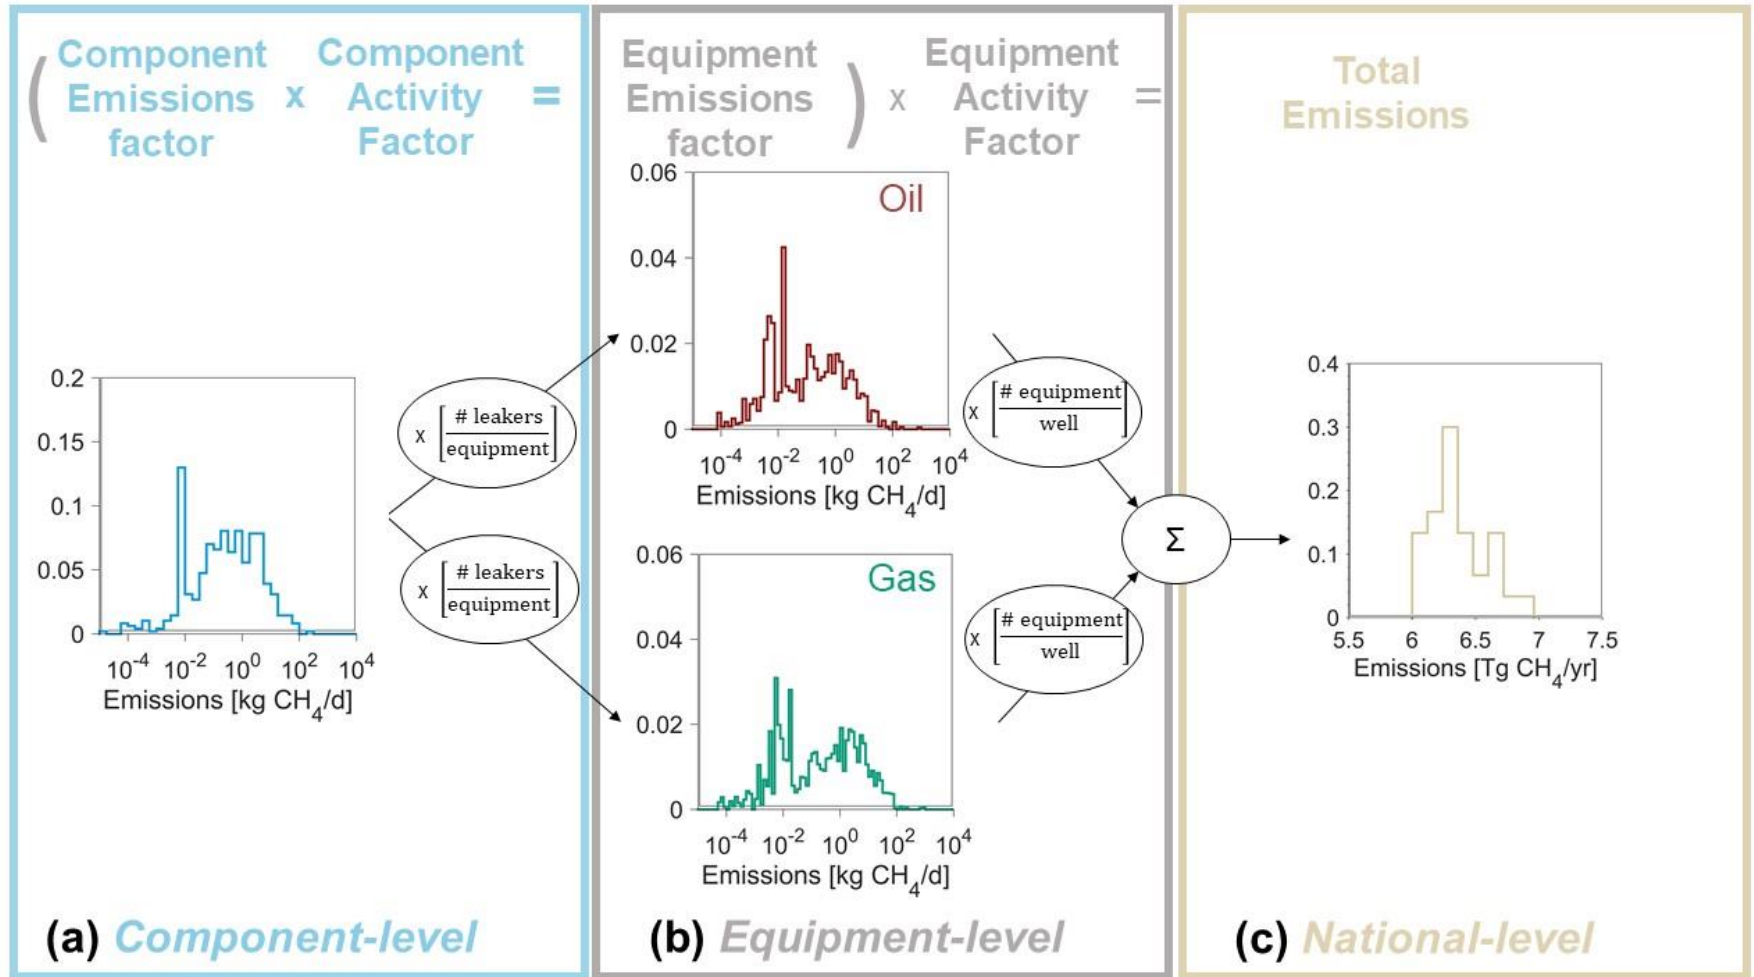 ( Component Emissions factor x Component Activity Factor =
Equipment Emissions factor ) x Equipment Activity Factor =
Total
Emissions
0.2
0.15
0.1
0.05
0
10-4 10-2 100 102 104
Emissions [kg CH4/d]
x [# leakers
equipment]
x [# leakers
equipment]
Oil
0.06
0.04
0.02
0
10-4 10-2 100 102 104
Emissions [kg CH4/d]
Gas
0.06
0.04
0.02
0
10-4 10-2 100 102 104
Emissions [kg CH4/d]
x [# equipment
well]
x [# equipment
well]
Σ
0.4
0.3
0.2
0.1
0
5.5 6 6.5 7 7.5
Emissions [Tg CH4/yr]
(a) Component-level
(b) Equipment-level
(c) National-level